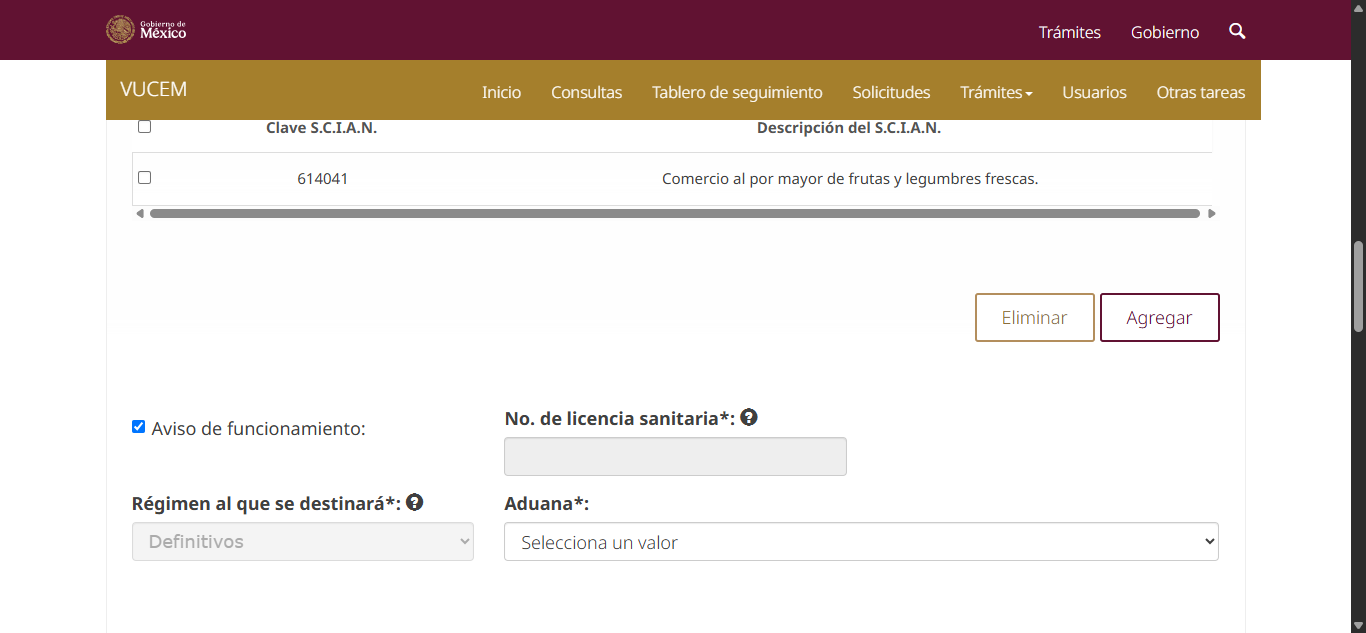 Gobierno de
México
Trámites Gobierno
VUCEM
Inicio Consultas Tablero de seguimiento Solicitudes Trámites Usuarios Otras tareas
Clave S.C.I.A.N. Descripción del S.C.I.A.N.
614041 Comercio al por mayor de frutas y legumbres frescas.
Eliminar Agregar
Aviso de funcionamiento:
No. de licencia sanitaria*:
Régimen al que se destinará*: Aduana*:
Definitivos Selecciona un valor